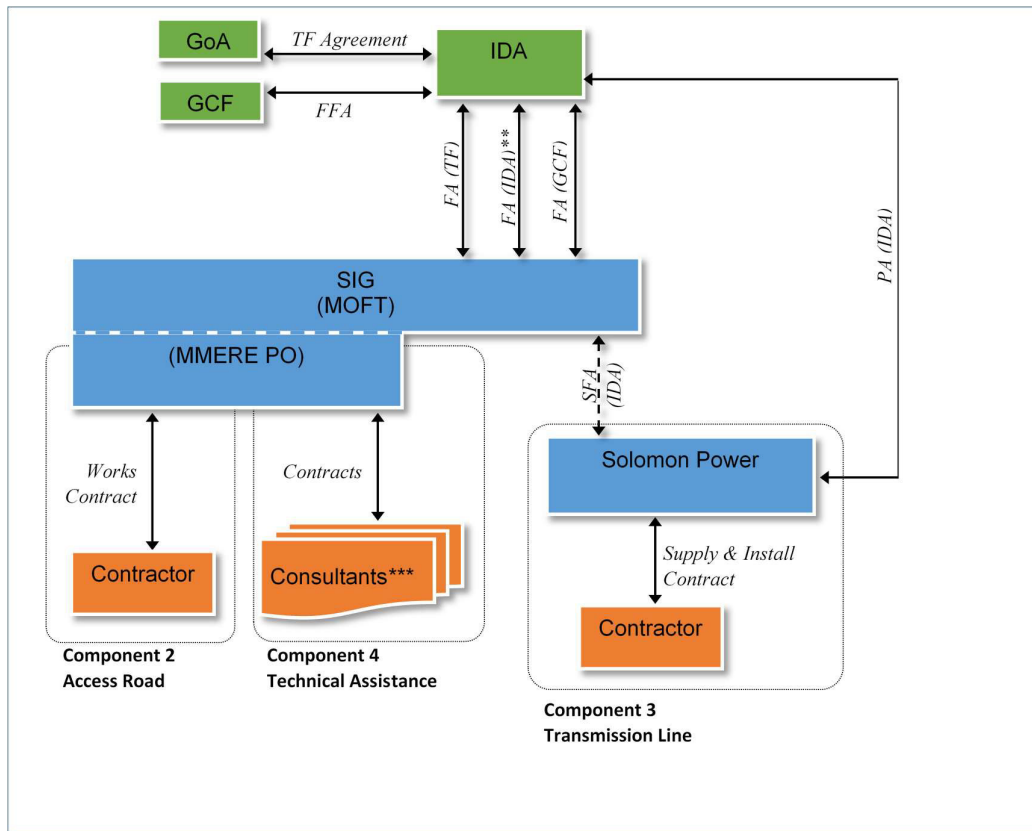 GoA
TF Agreement
IDA
GCF
FFA
FA (TF)
FA (IDA)**
FA (GCF)
PA (IDA)
SIG
(MOFT)
(MMERE PO)
SFA
(IDA)
Works
Contract
Contracts
Solomon Power
Supply & Install
Contract
Contractor
Consultants***
Contractor
Component 2
Access Road
Component 4
Technical Assistance
Component 3
Transmission Line